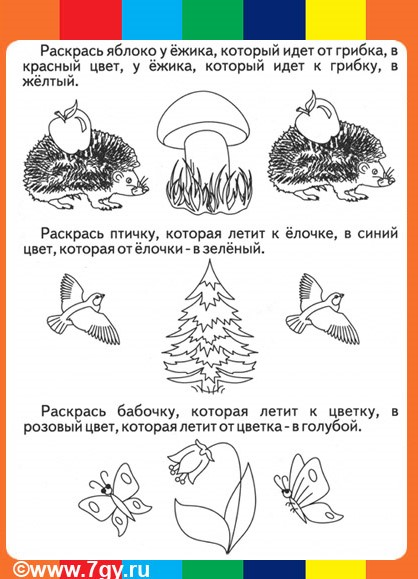 Раскрась яблоко у ёжика, который идет от грибка, в
красный цвет, у ёжика, который идет к грибку, в
жёлтый.
Раскрась птичку, которая летит к ёлочке, в синий
цвет, которая от ёлочки - в зелёный.
Раскрась бабочку, которая летит к цветку, в
розовый цвет, которая летит от цветка - в голубой.
©www.7gy.ru